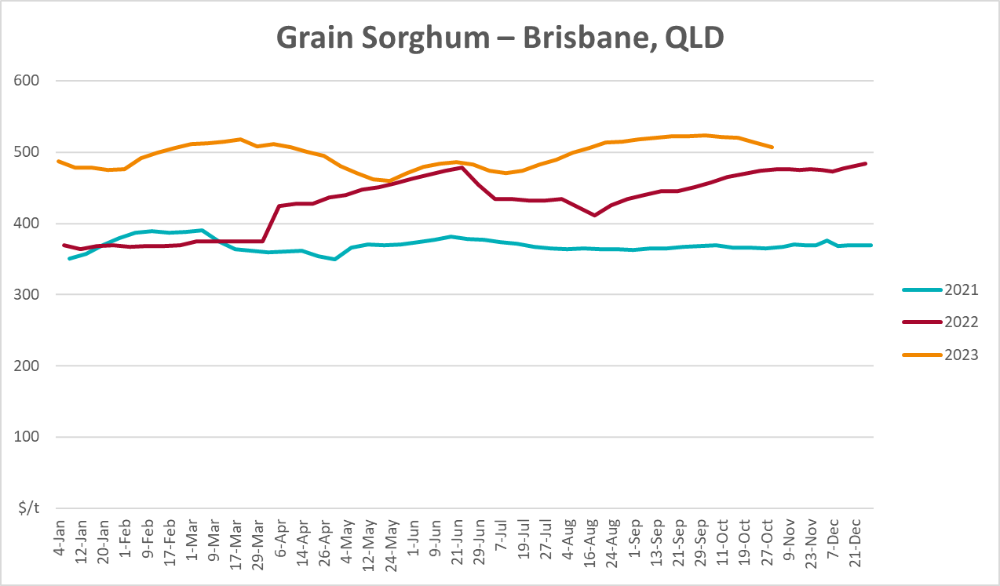 Grain Sorghum – Brisbane, QLD
600
500
400
300
200
100
$/t
4-Jan
12-Jan
20-Jan
1-Feb
9-Feb
17-Feb
1-Mar
9-Mar
17-Mar
29-Mar
6-Apr
14-Apr
26-Apr
4-May
12-May
24-May
1-Jun
9-Jun
21-Jun
29-Jun
7-Jul
19-Jul
27-Jul
4-Aug
16-Aug
24-Aug
1-Sep
13-Sep
21-Sep
29-Sep
11-Oct
19-Oct
27-Oct
9-Nov
23-Nov
7-Dec
21-Dec
2021
2022
2023